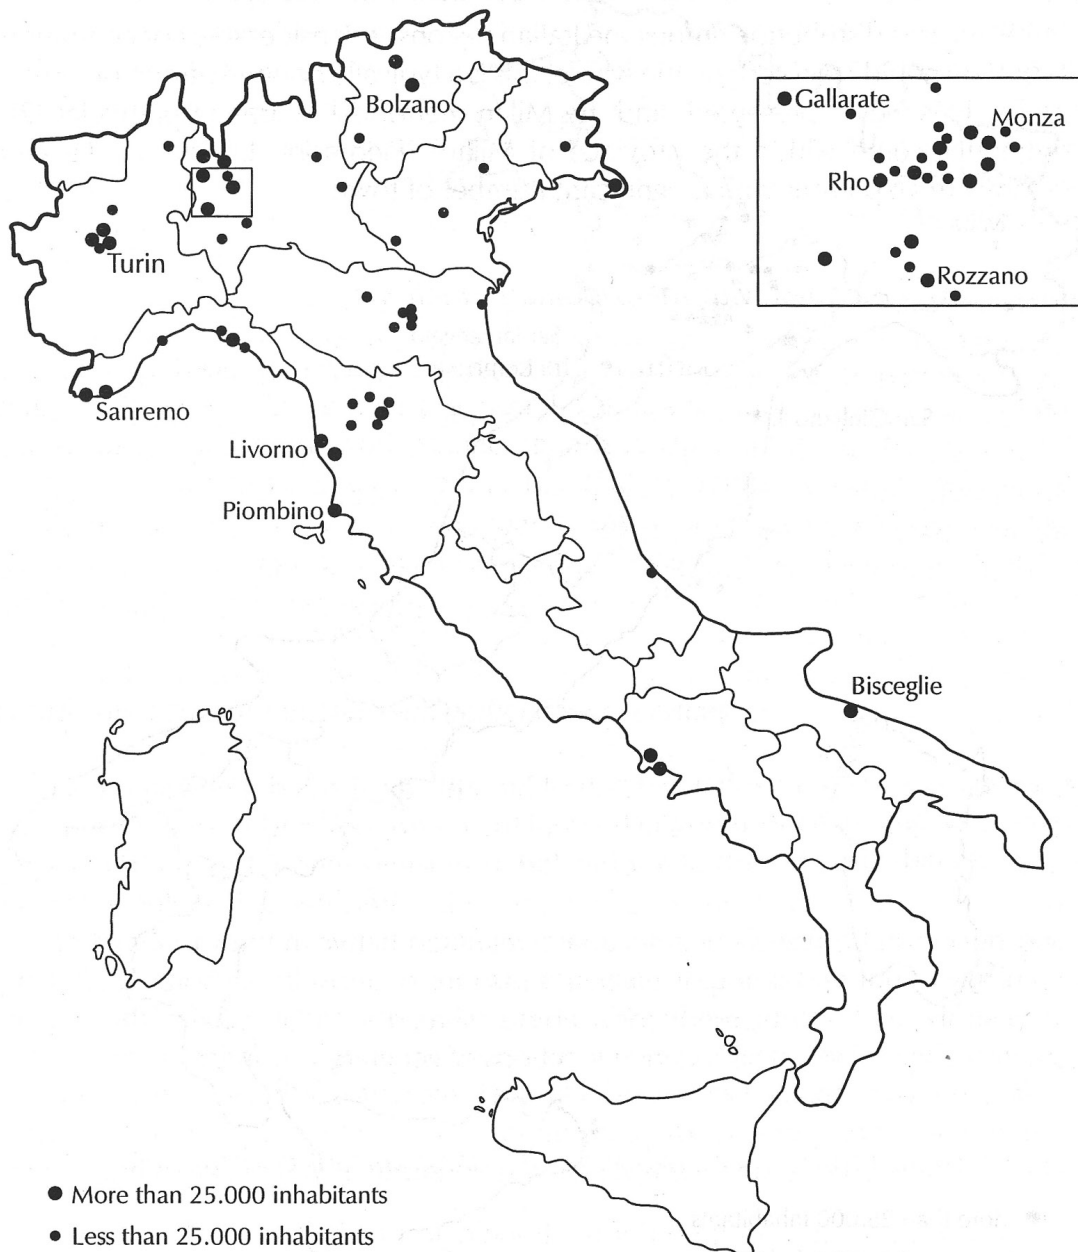 Bolzano
Gallarate
Monza
Rho
Rozzano
Turin
Sanremo
Livorno
Piombino
Bisceglie
More than 25.000 inhabitants
Less than 25.000 inhabitants